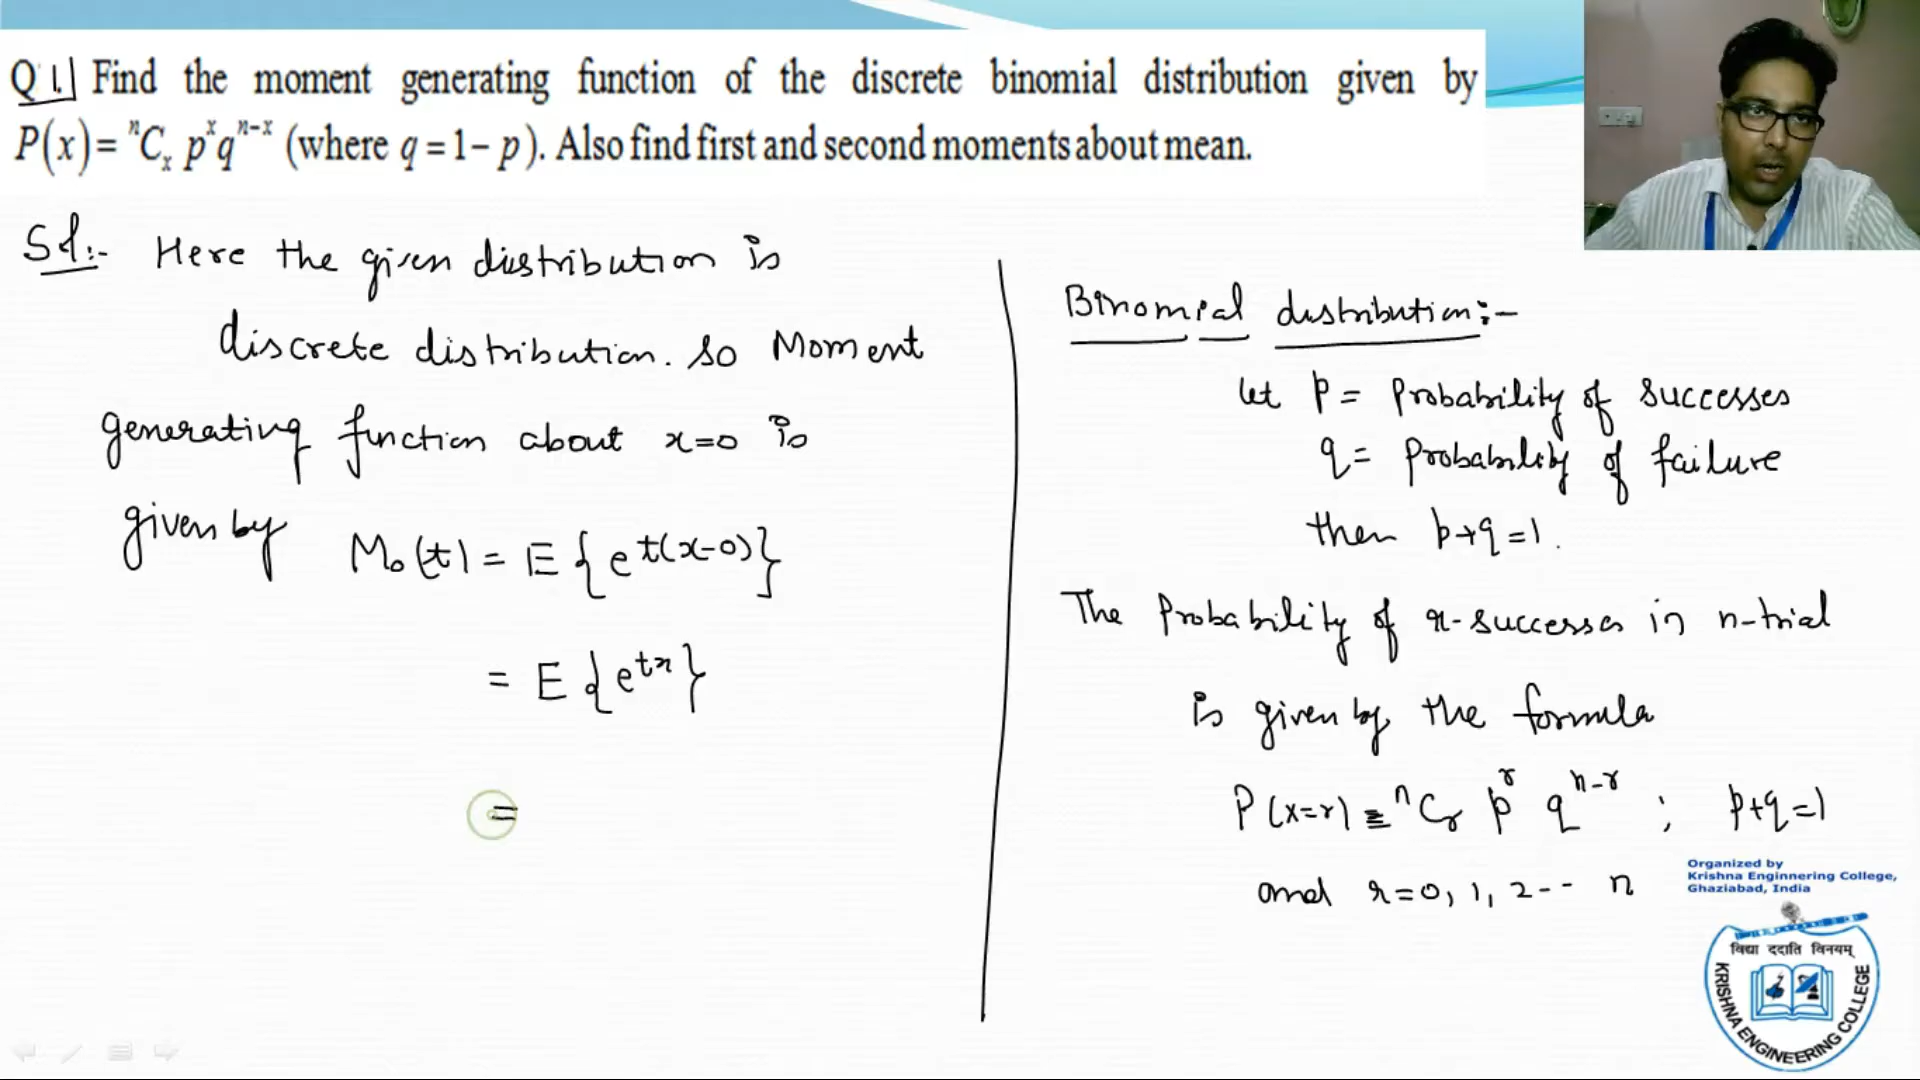 Q 1. Find the moment generating function of the discrete binomial distribution given by
P(x) = ⁿCₓ pˣqⁿ⁻ˣ (where q = 1 − p). Also find first and second moments about mean.
Sol:- Here the given distribution is
discrete distribution. So Moment
generating function about x=0 is
given by M₀(t) = E{e^{t(x-0)}}
= E{e^{tx}}
=
Binomial distribution:-
let p = Probability of successes
q = Probability of failure
then p+q=1.
The Probability of r-successes in n-trial
is given by the formula
P(x=r) = ⁿCᵣ pʳ qⁿ⁻ʳ ; p+q=1
and r=0, 1, 2-- n
Organized by
Krishna Enginnering College,
Ghaziabad, India
विद्या ददाति विनयम्
KRISHNA ENGINEERING COLLEGE